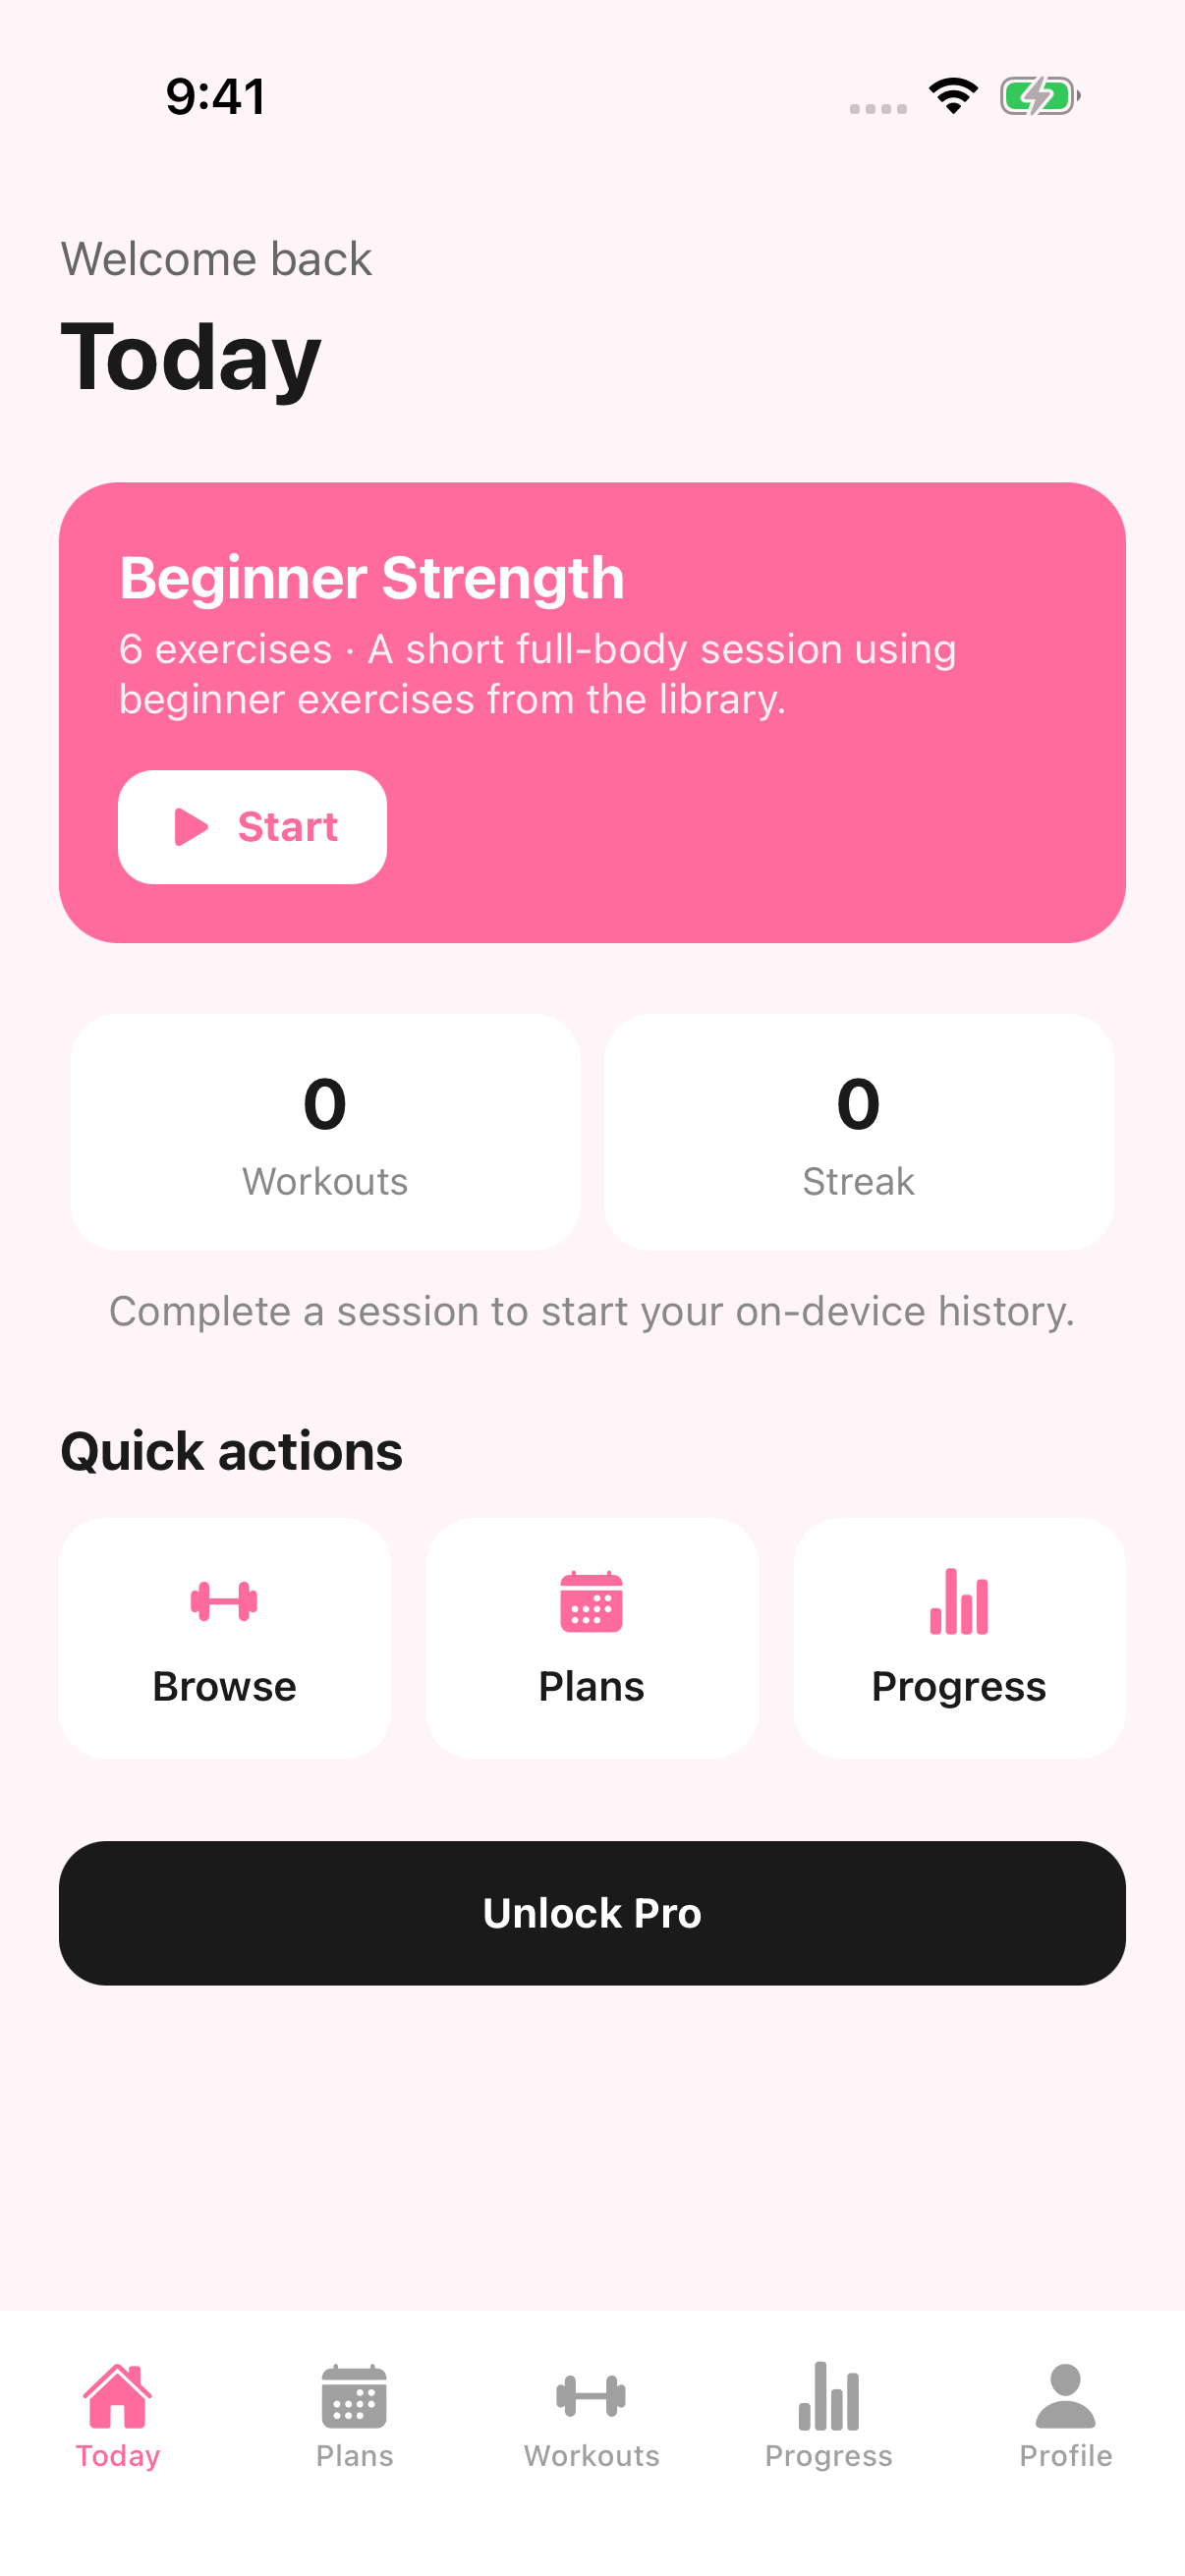 9:41
Welcome back
Today
Beginner Strength
6 exercises · A short full-body session using
beginner exercises from the library.
Start
0
Workouts
0
Streak
Complete a session to start your on-device history.
Quick actions
Browse
Plans
Progress
Unlock Pro
Today
Plans
Workouts
Progress
Profile